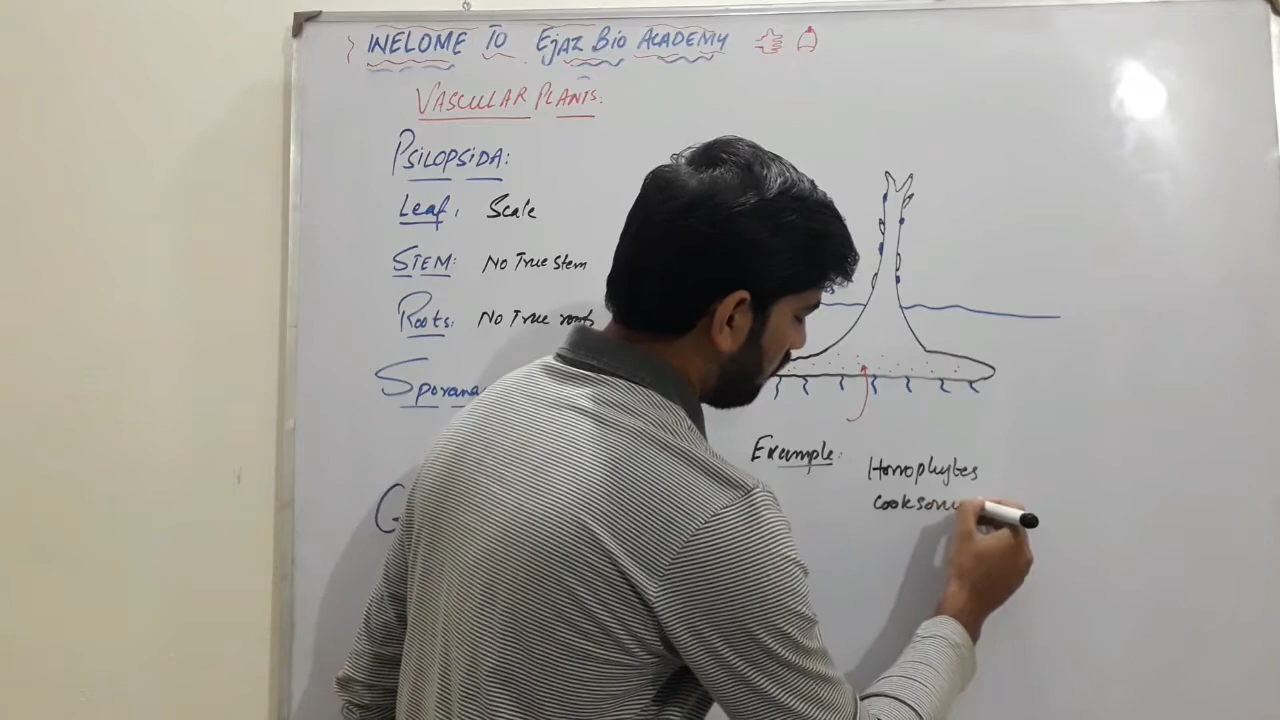 WELOME TO EJAZ BIO ACADEMY
VASCULAR PLANTS:
PSILOPSIDA:
Leaf: Scale
STEM: No True Stem
Roots: No True roots
Example: Horrophytes